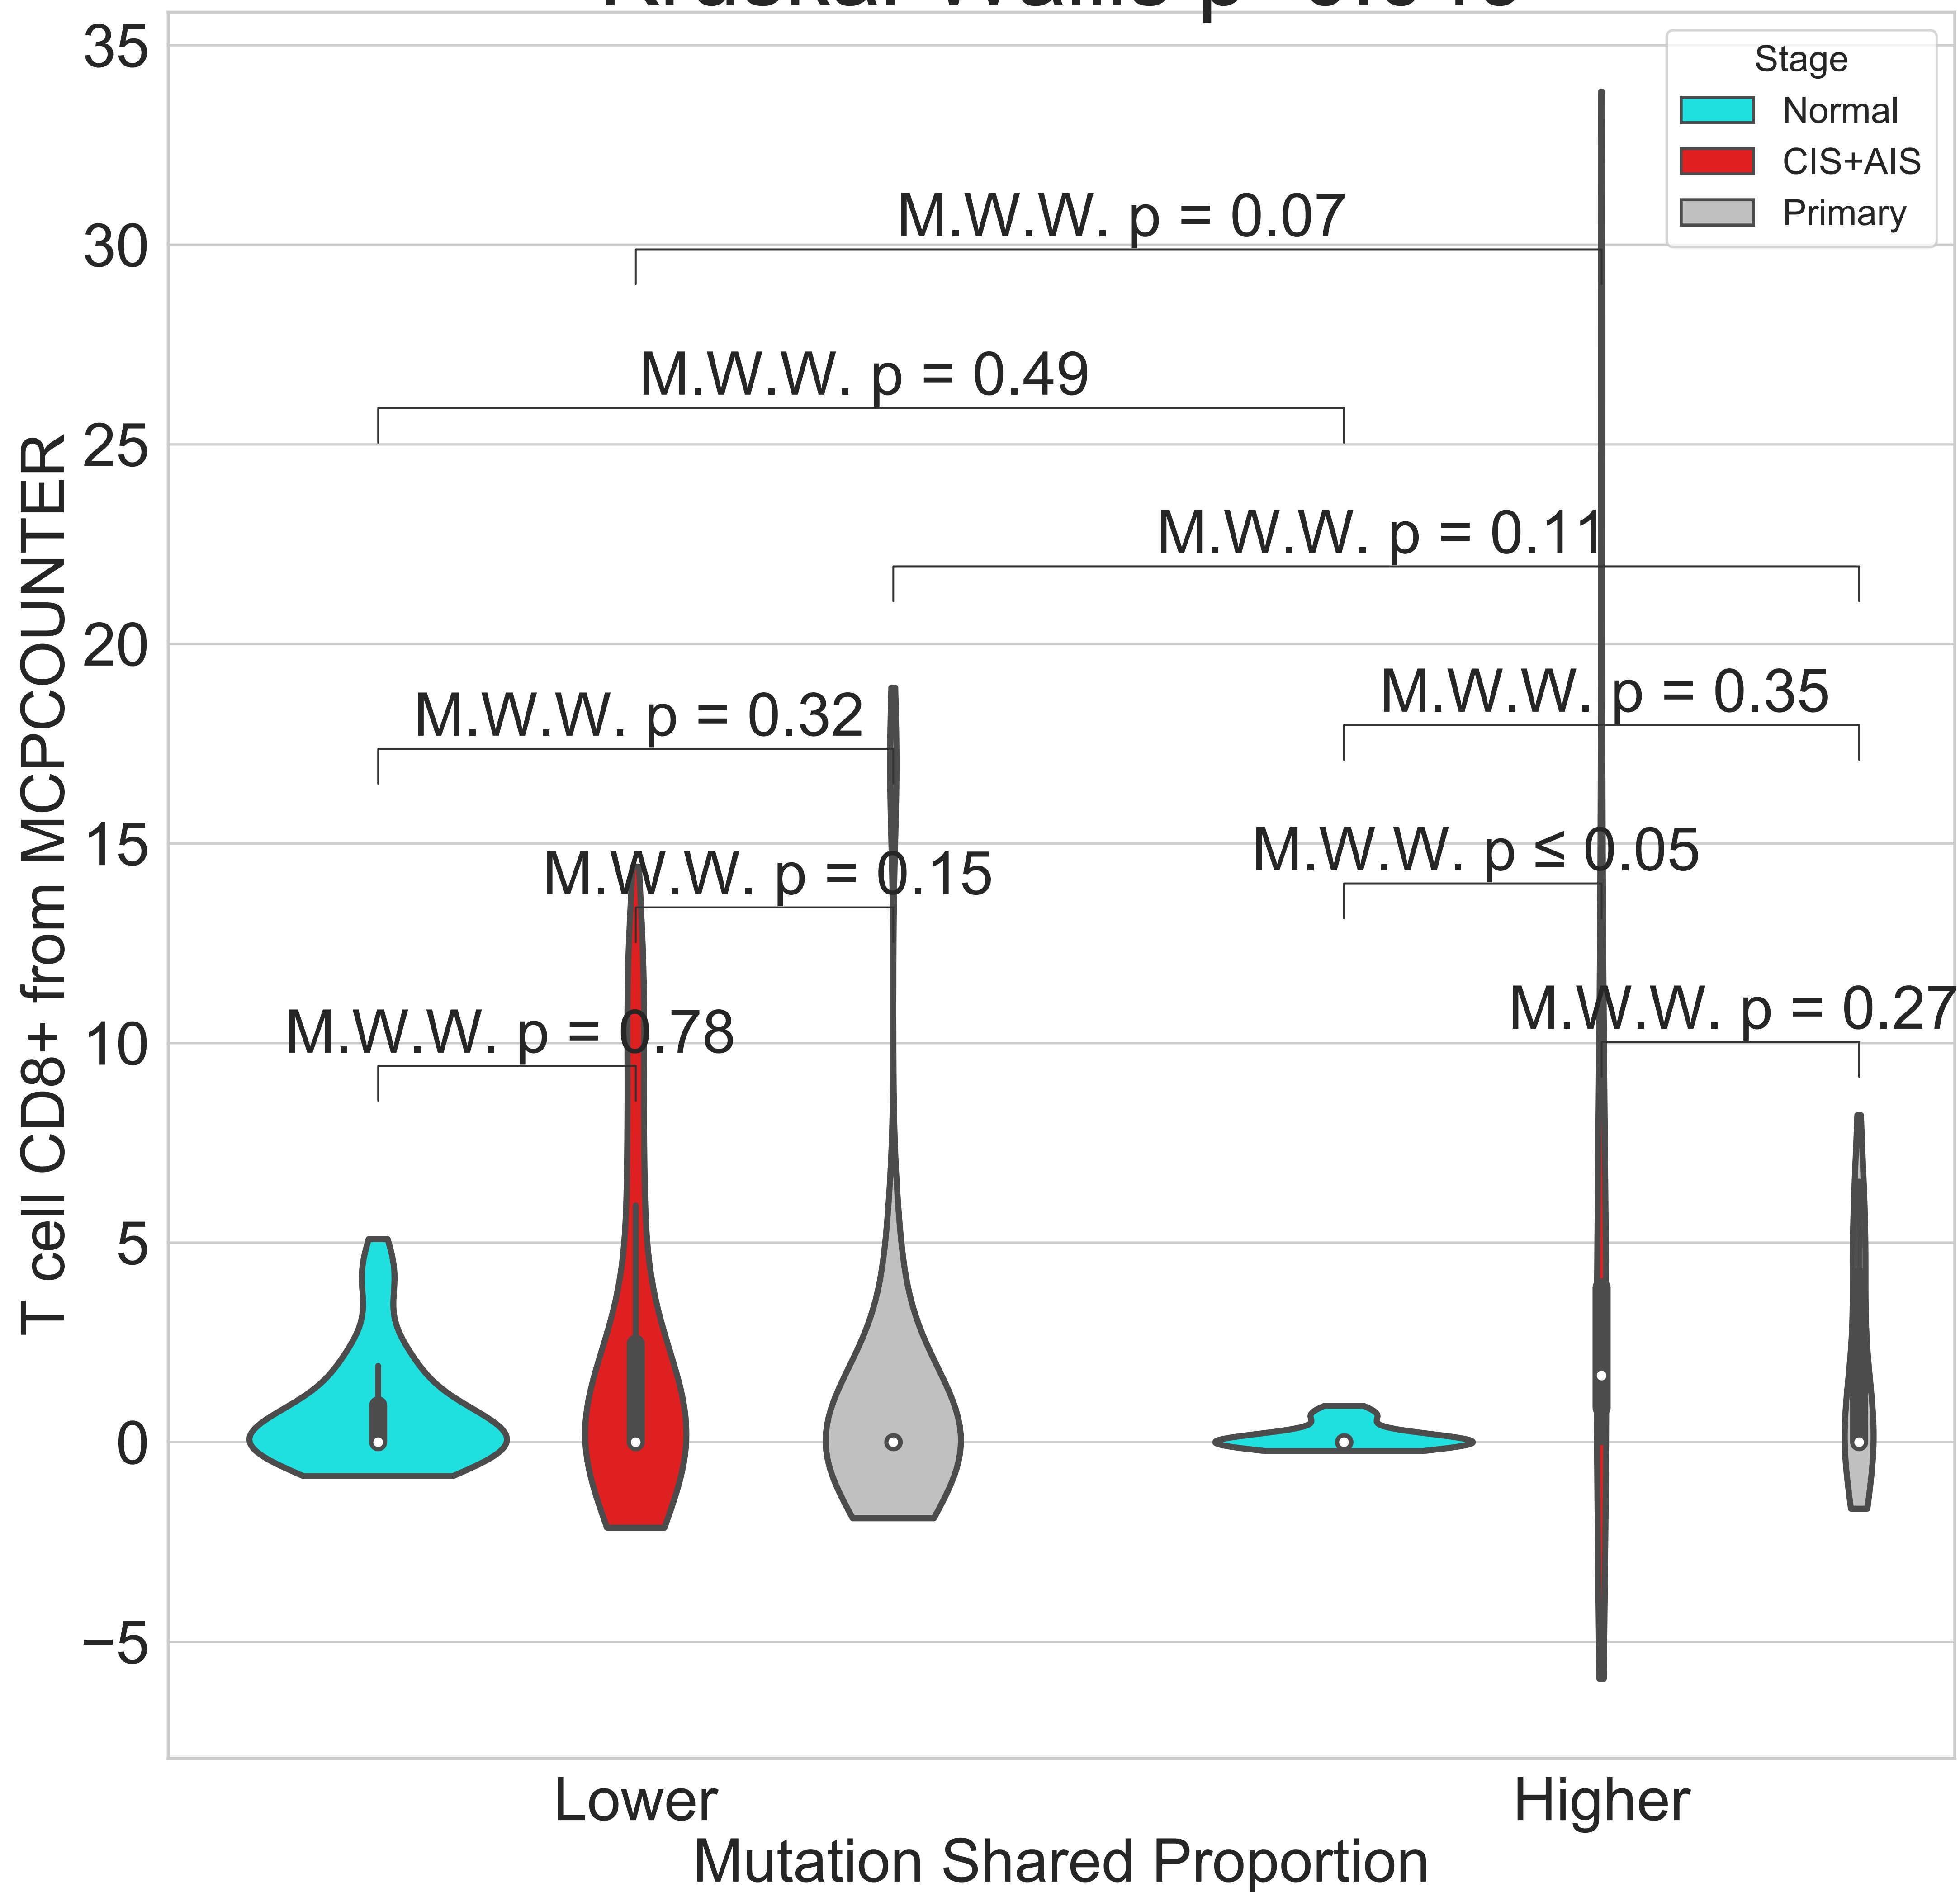 35
30
25
20
15
10
5
0
−5
T cell CD8+ from MCPCOUNTER
Stage
Normal
CIS+AIS
Primary
M.W.W. p = 0.07
M.W.W. p = 0.49
M.W.W. p = 0.11
M.W.W. p = 0.35
M.W.W. p = 0.32
M.W.W. p ≤ 0.05
M.W.W. p = 0.15
M.W.W. p = 0.27
M.W.W. p = 0.78
Lower
Higher
Mutation Shared Proportion